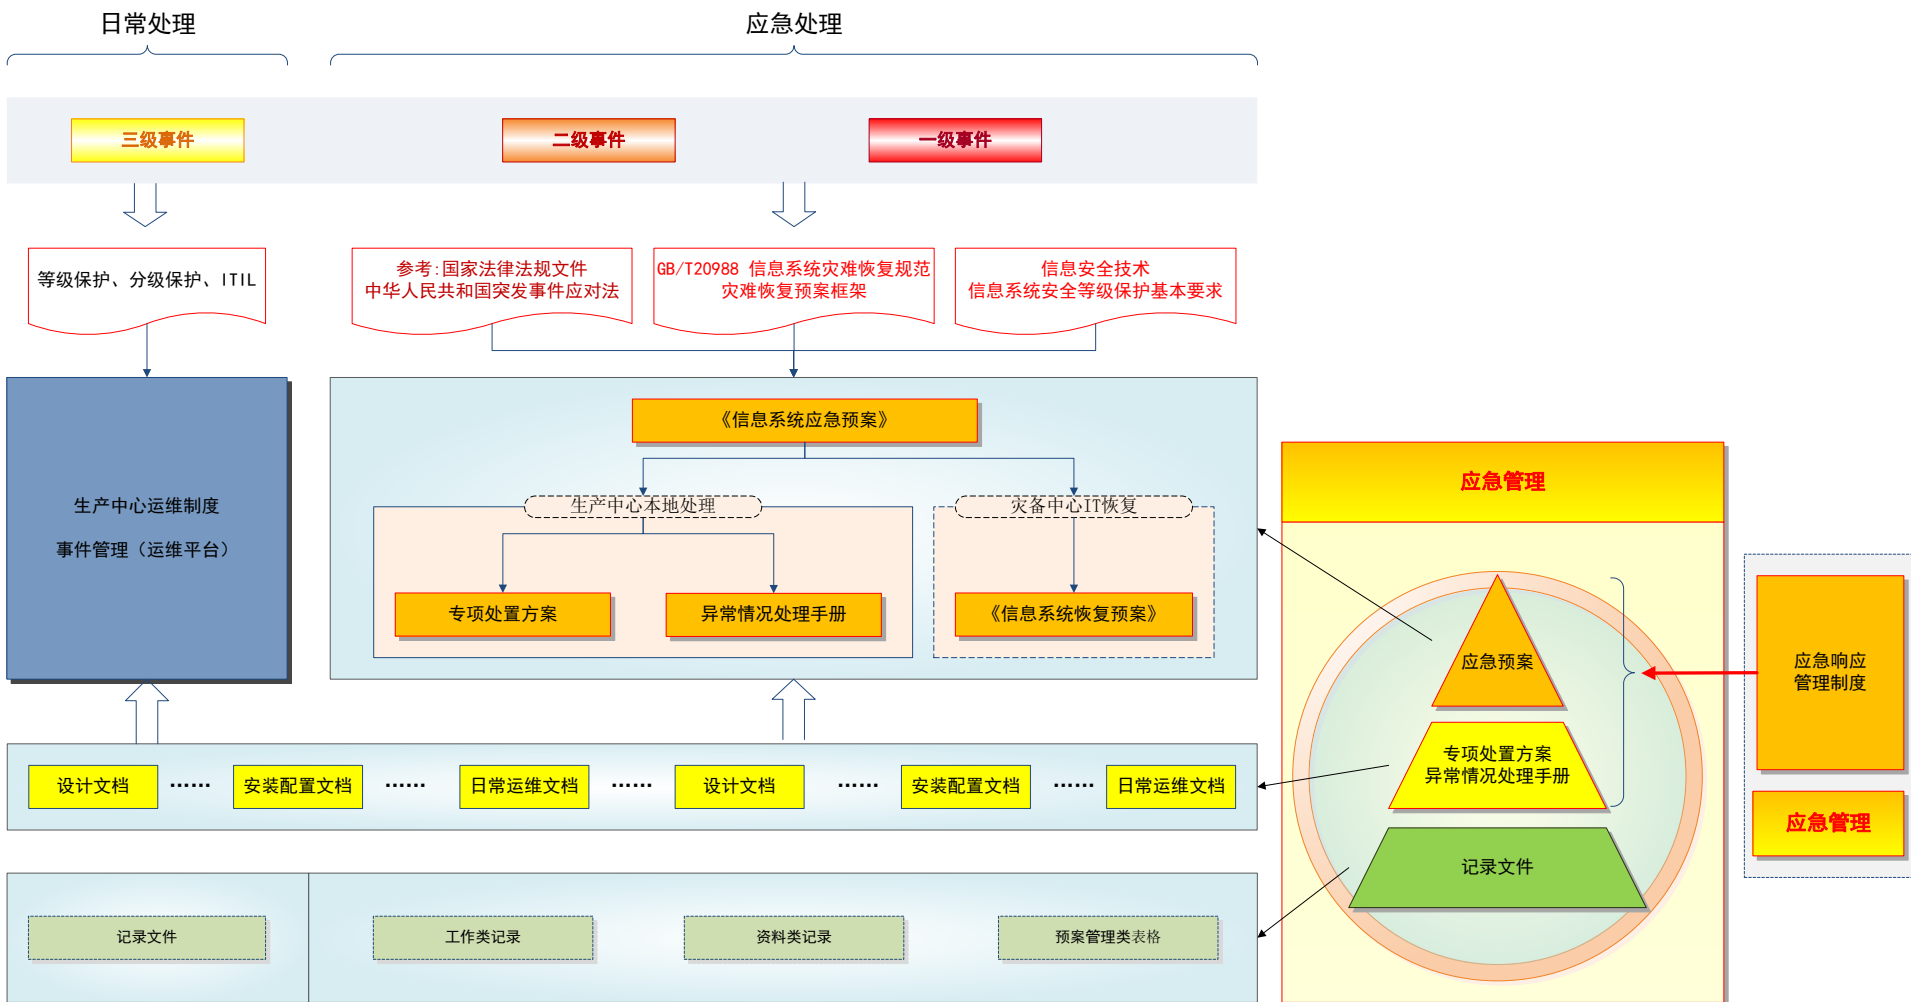 日常处理
应急处理
三级事件
二级事件
一级事件
等级保护、分级保护、ITIL
参考:国家法律法规文件
中华人民共和国突发事件应对法
GB/T20988 信息系统灾难恢复规范
灾难恢复预案框架
信息安全技术
信息系统安全等级保护基本要求
生产中心运维制度
事件管理（运维平台）
《信息系统应急预案》
生产中心本地处理
灾备中心IT恢复
专项处置方案
异常情况处理手册
《信息系统恢复预案》
应急管理
应急预案
专项处置方案
异常情况处理手册
记录文件
应急响应
管理制度
应急管理
设计文档 …… 安装配置文档 …… 日常运维文档 …… 设计文档 …… 安装配置文档 …… 日常运维文档
记录文件
工作类记录
资料类记录
预案管理类表格